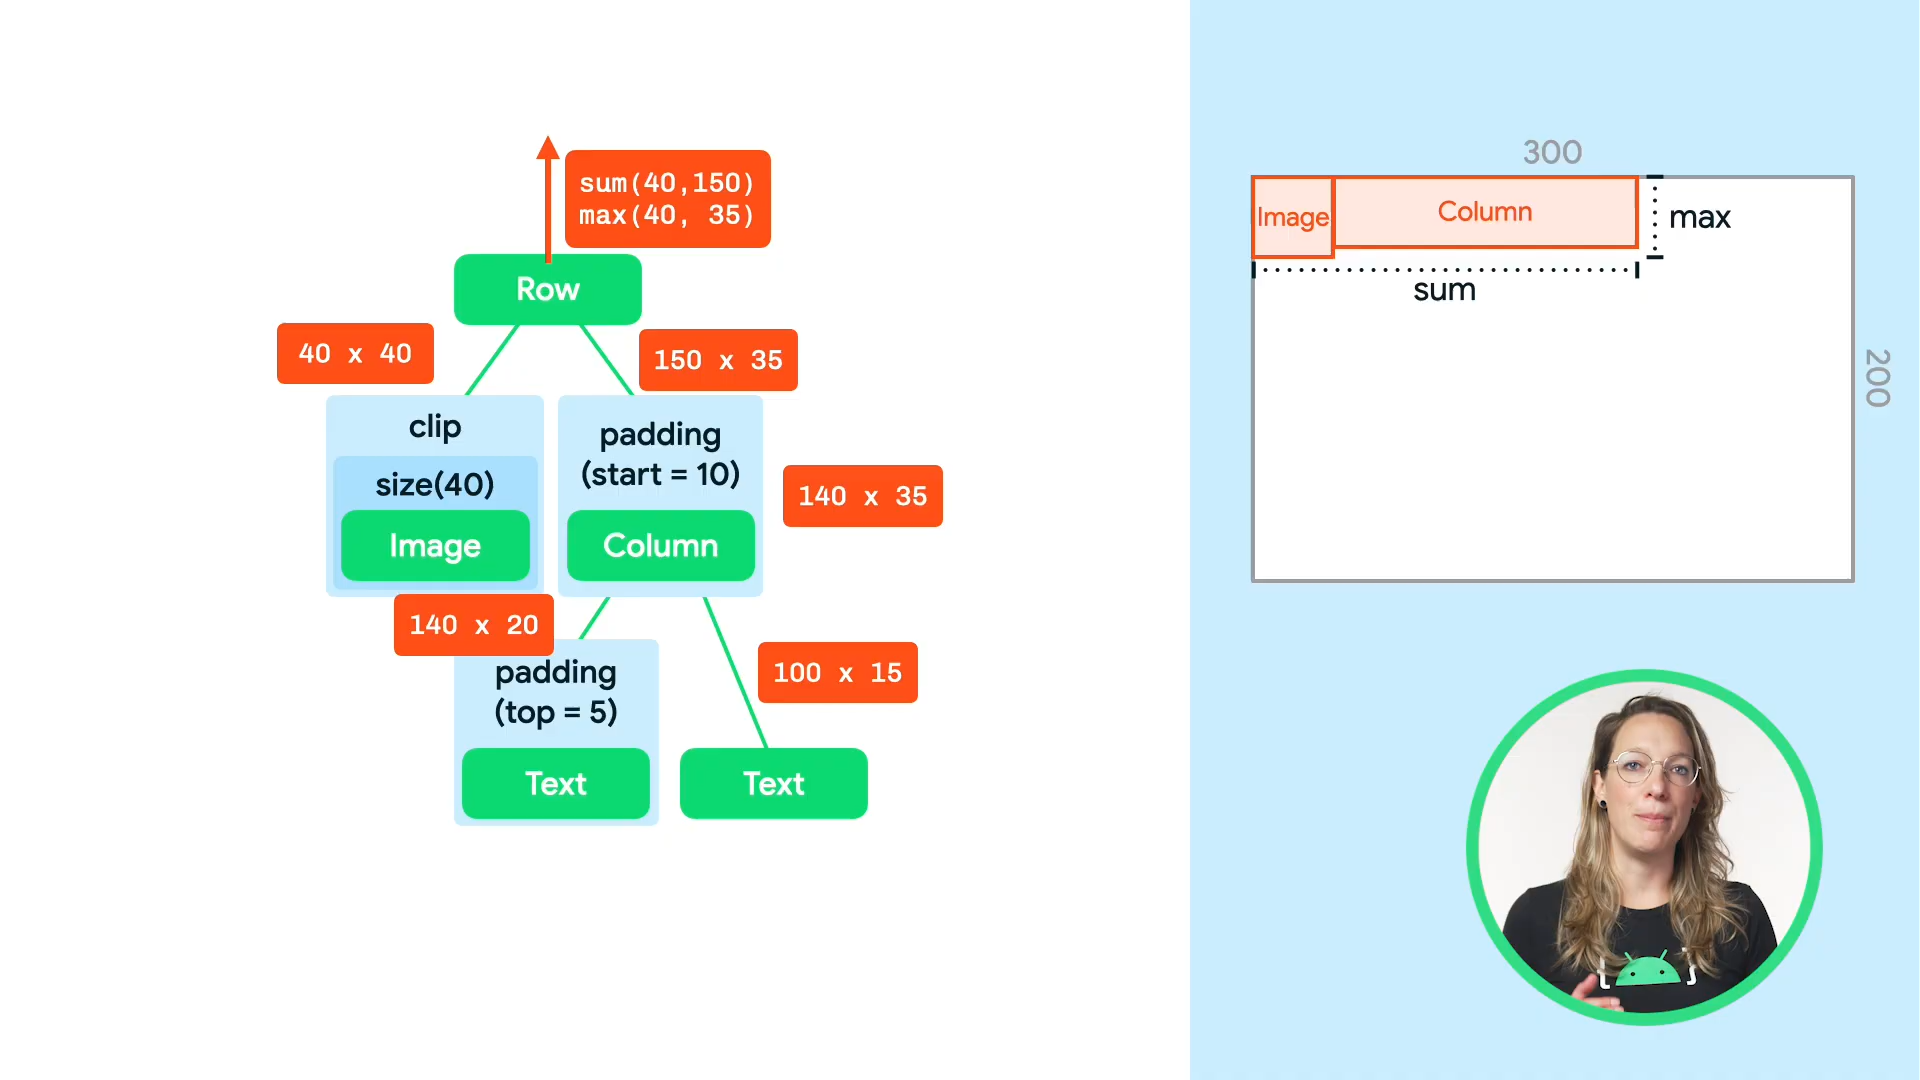 sum(40,150)
max(40, 35)
Row
40 x 40
150 x 35
clip
size(40)
Image
padding
(start = 10)
Column
140 x 35
140 x 20
padding
(top = 5)
Text
100 x 15
Text
300
Image
Column
max
sum
200